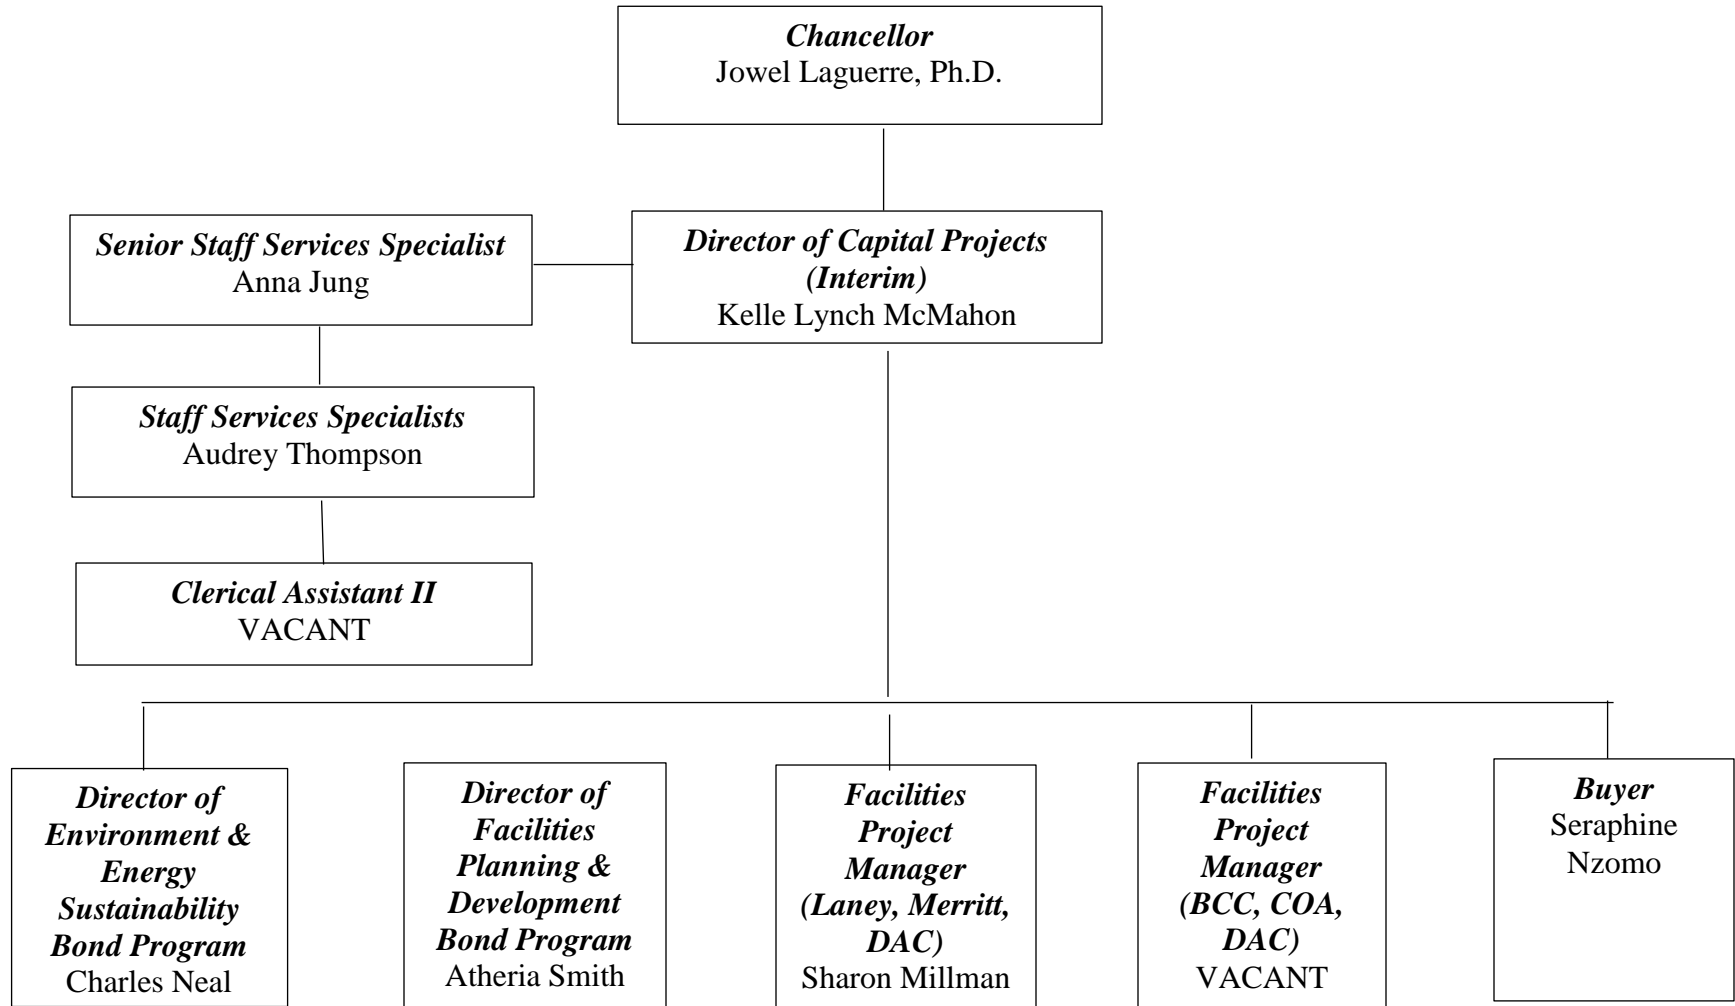 Chancellor
Jowel Laguerre, Ph.D.
Senior Staff Services Specialist
Anna Jung
Director of Capital Projects
(Interim)
Kelle Lynch McMahon
Staff Services Specialists
Audrey Thompson
Clerical Assistant II
VACANT
Director of
Environment &
Energy
Sustainability
Bond Program
Charles Neal
Director of
Facilities
Planning &
Development
Bond Program
Atheria Smith
Facilities
Project
Manager
(Laney, Merritt,
DAC)
Sharon Millman
Facilities
Project
Manager
(BCC, COA,
DAC)
VACANT
Buyer
Seraphine
Nzomo